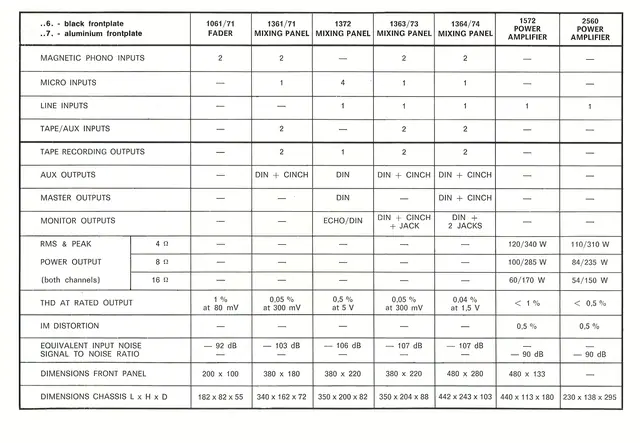 ..6. - black frontplate
..7. - aluminium frontplate
1061/71
FADER
1361/71
MIXING PANEL
1372
MIXING PANEL
1363/73
MIXING PANEL
1364/74
MIXING PANEL
1572
POWER
AMPLIFIER
2560
POWER
AMPLIFIER
MAGNETIC PHONO INPUTS 2 2 — 2 2 — —
MICRO INPUTS — 1 4 1 1 — —
LINE INPUTS — — 1 1 1 1 1
TAPE/AUX INPUTS — 2 — 2 2 — —
TAPE RECORDING OUTPUTS — 2 1 2 2 — —
AUX OUTPUTS — DIN + CINCH DIN DIN + CINCH DIN + CINCH — —
MASTER OUTPUTS — — DIN — DIN + CINCH — —
MONITOR OUTPUTS — — ECHO/DIN DIN + CINCH + JACK DIN + 2 JACKS — —
RMS & PEAK 4 Ω — — — — — 120/340 W 110/310 W
POWER OUTPUT 8 Ω — — — — — 100/285 W 84/235 W
(both channels) 16 Ω — — — — — 60/170 W 54/150 W
THD AT RATED OUTPUT 1 % at 80 mV 0,05 % at 300 mV 0,5 % at 5 V 0,05 % at 300 mV 0,04 % at 1,5 V < 1 % < 0,5 %
IM DISTORTION — — — — — 0,5 % 0,5 %
EQUIVALENT INPUT NOISE — 92 dB — 103 dB — 106 dB — 107 dB — 107 dB — —
SIGNAL TO NOISE RATIO — — — — — — 90 dB — 90 dB
DIMENSIONS FRONT PANEL 200 x 100 380 x 180 380 x 220 380 x 220 480 x 280 480 x 133 —
DIMENSIONS CHASSIS L x H x D 182 x 82 x 55 340 x 162 x 72 350 x 200 x 82 350 x 204 x 88 442 x 243 x 103 440 x 113 x 180 230 x 138 x 295